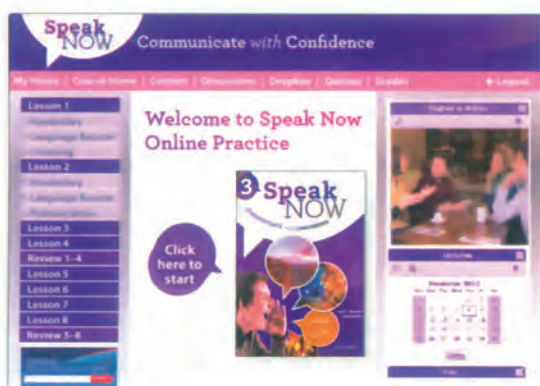 Speak
NOW
Communicate with Confidence
My Home | Course Home | Content | Discussions | Dropbox | Quizzes | Grades
Logout
Lesson 1
Vocabulary
Language Booster
Listening
Lesson 2
Vocabulary
Language Booster
Pronunciation
Lesson 3
Lesson 4
Review 1–4
Lesson 5
Lesson 6
Lesson 7
Lesson 8
Review 5–8
Welcome to Speak Now
Online Practice
Click
here to
start
3 Speak
NOW
English in Action